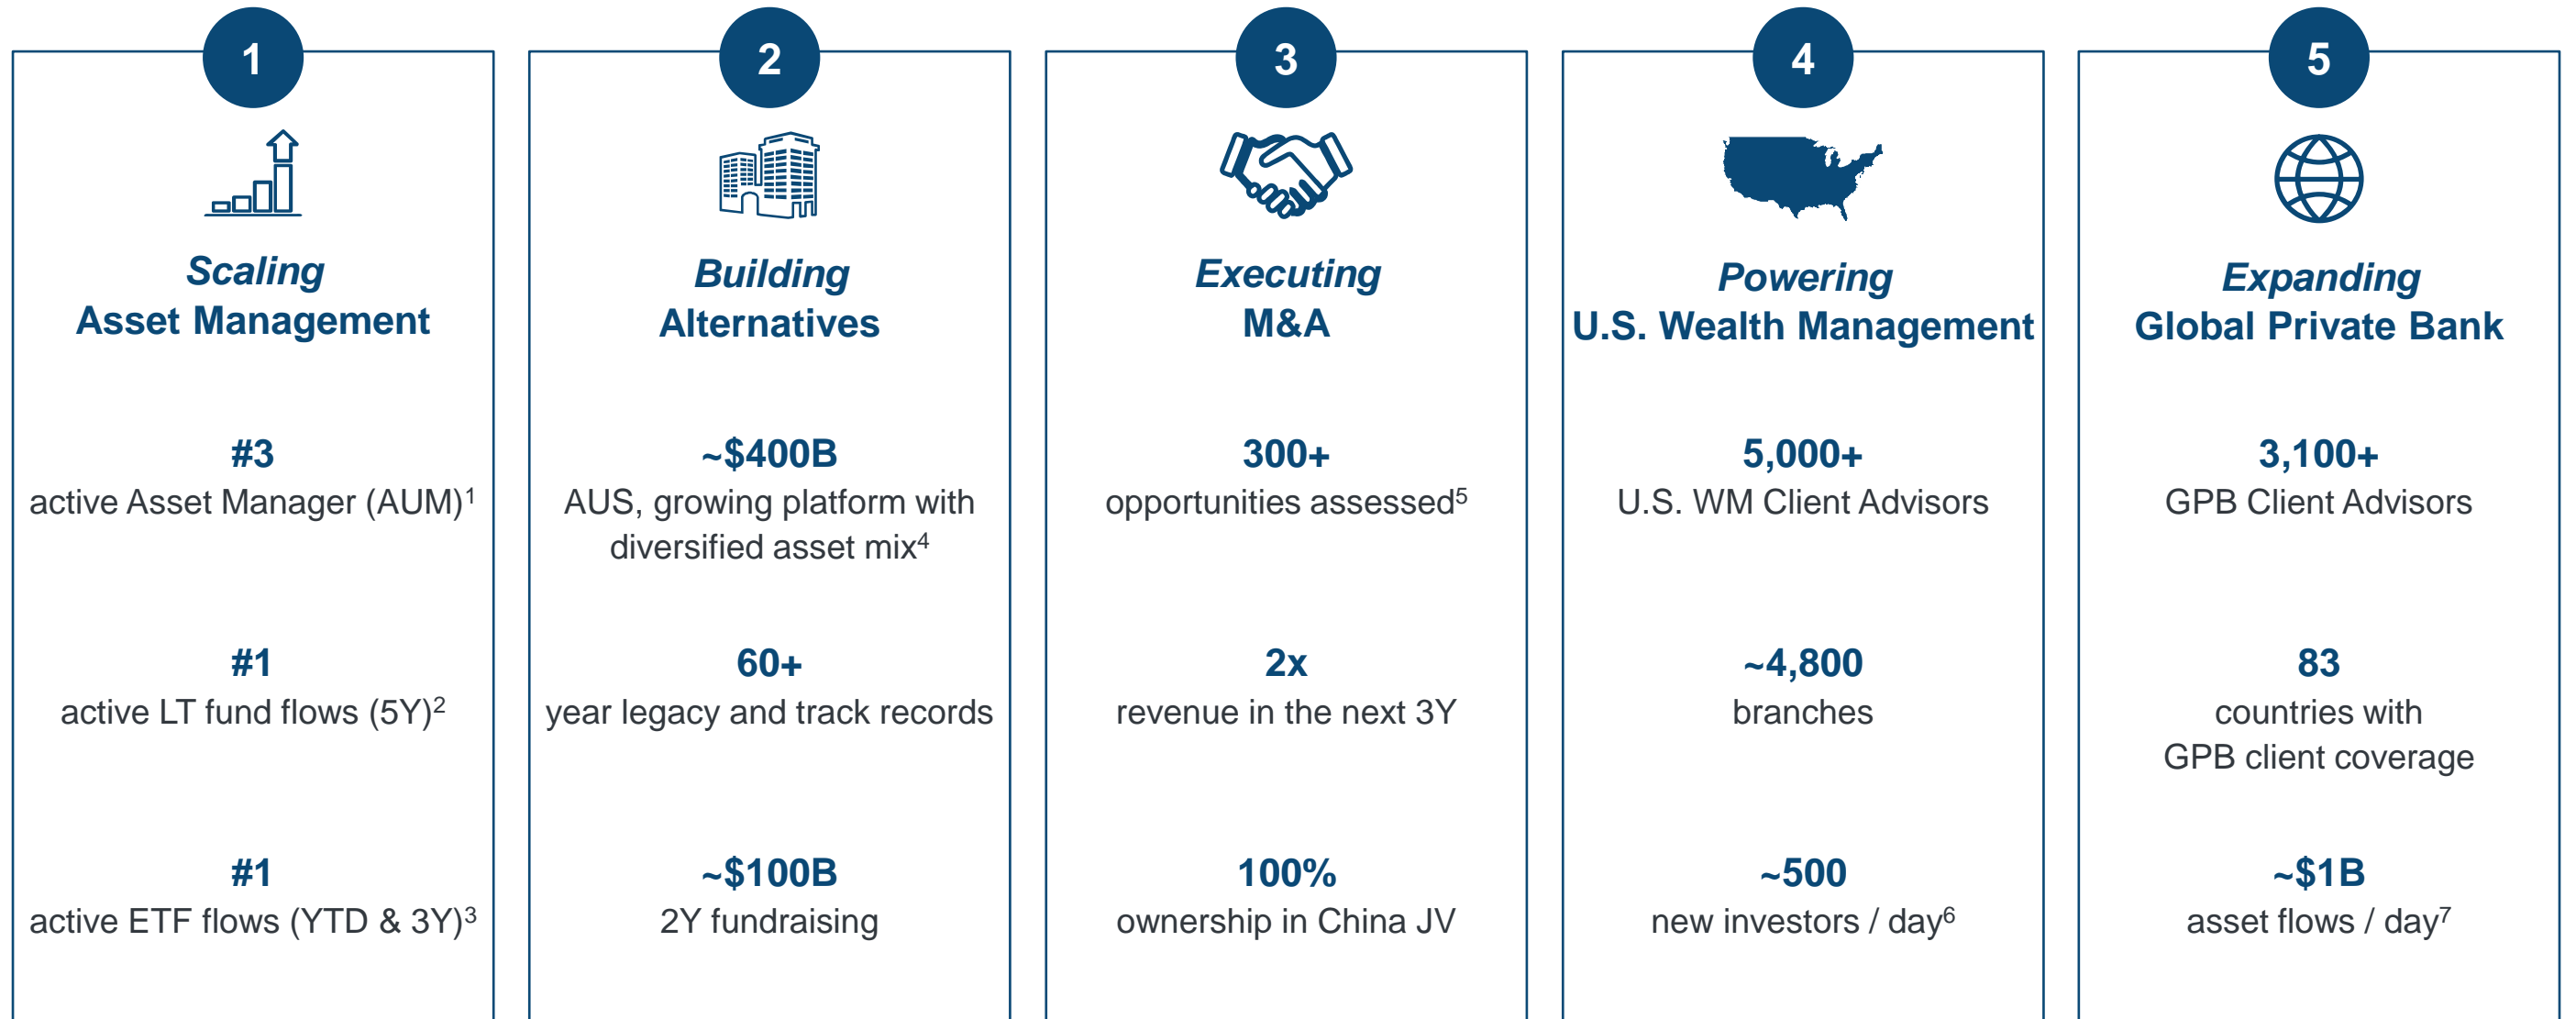 1
Scaling
Asset Management
#3
active Asset Manager (AUM)¹
#1
active LT fund flows (5Y)²
#1
active ETF flows (YTD & 3Y)³
2
Building
Alternatives
~$400B
AUS, growing platform with
diversified asset mix⁴
60+
year legacy and track records
~$100B
2Y fundraising
3
Executing
M&A
300+
opportunities assessed⁵
2x
revenue in the next 3Y
100%
ownership in China JV
4
Powering
U.S. Wealth Management
5,000+
U.S. WM Client Advisors
~4,800
branches
~500
new investors / day⁶
5
Expanding
Global Private Bank
3,100+
GPB Client Advisors
83
countries with
GPB client coverage
~$1B
asset flows / day⁷